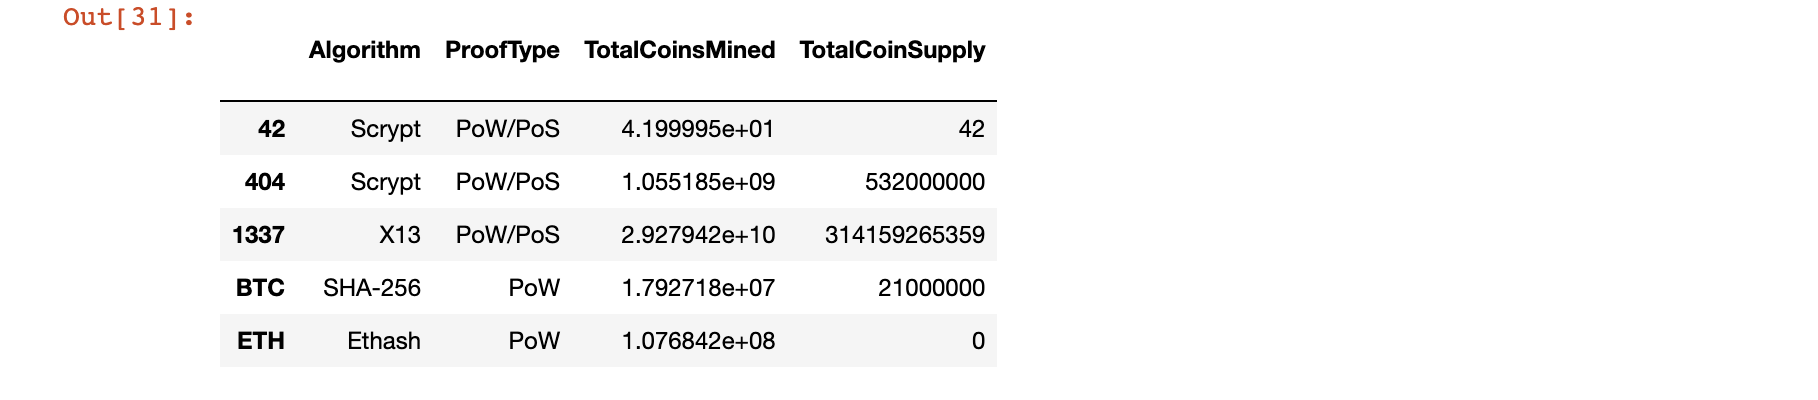 Out[31]:
Algorithm ProofType TotalCoinsMined TotalCoinSupply
42 Scrypt PoW/PoS 4.199995e+01 42
404 Scrypt PoW/PoS 1.055185e+09 532000000
1337 X13 PoW/PoS 2.927942e+10 314159265359
BTC SHA-256 PoW 1.792718e+07 21000000
ETH Ethash PoW 1.076842e+08 0